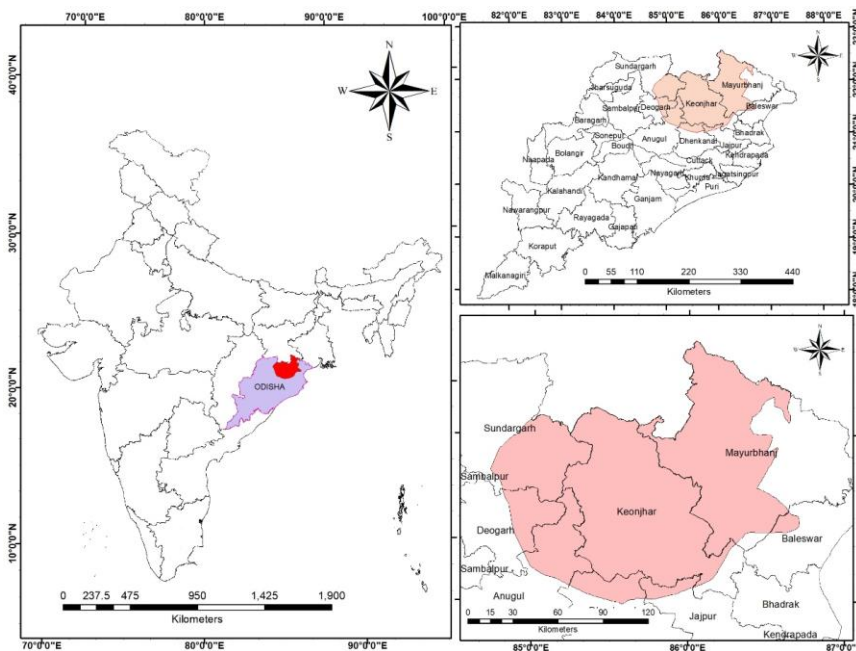 70°0'0"E 80°0'0"E 90°0'0"E 100°0'0"E
40°0'0"N
30°0'0"N
20°0'0"N
10°0'0"N
N
W E
S
ODISHA
0 237.5 475 950 1,425 1,900
Kilometers
70°0'0"E 80°0'0"E 90°0'0"E
82°0'0"E 83°0'0"E 84°0'0"E 85°0'0"E 86°0'0"E 87°0'0"E 88°0'0"E
N
S
Sundargarh
Jharsuguda
Mayurbhanj
Sambalpur Deogarh Keonjhar Baleswar
Baragarh
Sonepur Anugul Dhenkanal Bhadrak
Boudh Jajpur
Bolangir Kendrapada
Naapada Cuttack
Kandhamal Nayagarh Khurda Jagatsingpur
Kalahandi Puri
Ganjam
Nawarangpur
Rayagada
Gajapati
Koraput
Malkanagiri
0 55 110 220 330 440
Kilometers
N
S
Sundargarh
Mayurbhanj
Sambalpur
Keonjhar
Deogarh
Baleswar
Sambalpur
Anugul
Bhadrak
Jajpur
Kendrapada
0 15 30 60 90 120
Kilometers
85°0'0"E 86°0'0"E 87°0'0"E